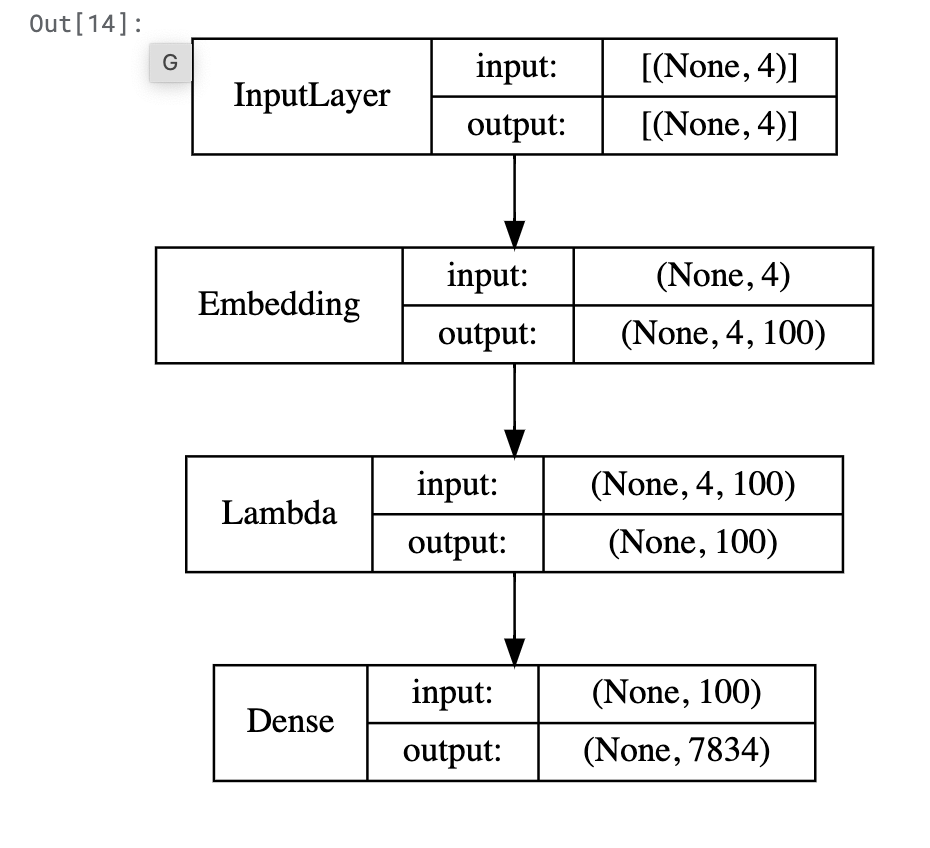 Out[14]:
G
InputLayer
input:
[(None, 4)]
output:
[(None, 4)]
Embedding
input:
(None, 4)
output:
(None, 4, 100)
Lambda
input:
(None, 4, 100)
output:
(None, 100)
Dense
input:
(None, 100)
output:
(None, 7834)